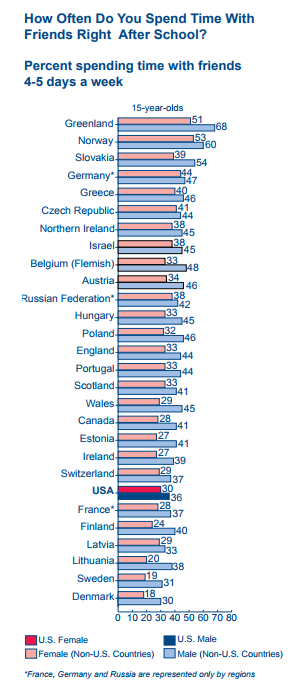 How Often Do You Spend Time With
Friends Right After School?
Percent spending time with friends
4-5 days a week
15-year-olds
Greenland 51
68
Norway 53
60
Slovakia 39
54
Germany* 44
47
Greece 40
46
Czech Republic 41
44
Northern Ireland 38
45
Israel 38
45
Belgium (Flemish) 33
48
Austria 34
46
Russian Federation* 38
42
Hungary 33
45
Poland 32
46
England 33
44
Portugal 33
44
Scotland 33
41
Wales 29
45
Canada 28
41
Estonia 27
41
Ireland 27
39
Switzerland 29
37
USA 30
36
France* 28
37
Finland 24
40
Latvia 29
33
Lithuania 20
38
Sweden 19
31
Denmark 18
30
0 10 20 30 40 50 60 70 80
U.S. Female U.S. Male
Female (Non-U.S. Countries) Male (Non-U.S. Countries)
*France, Germany and Russia are represented only by regions